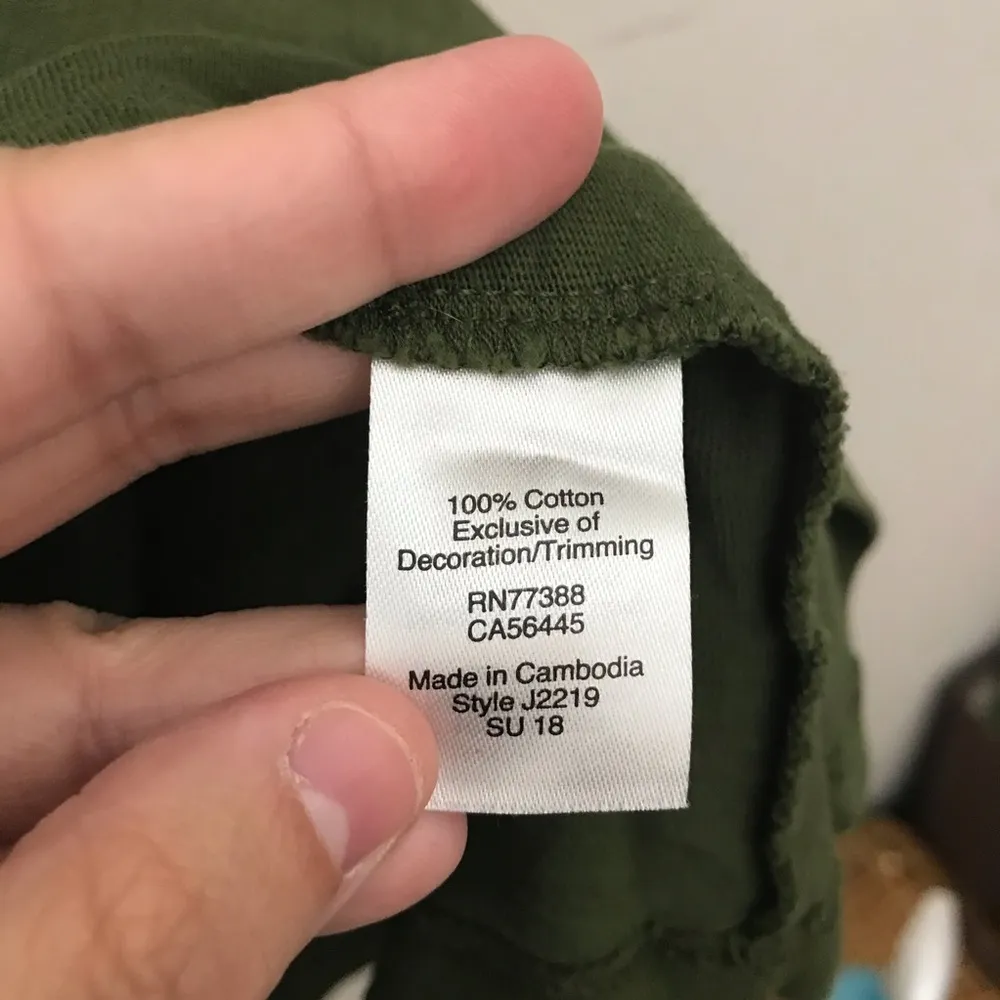 100% Cotton
Exclusive of
Decoration/Trimming
RN77388
CA56445
Made in Cambodia
Style J2219
SU 18